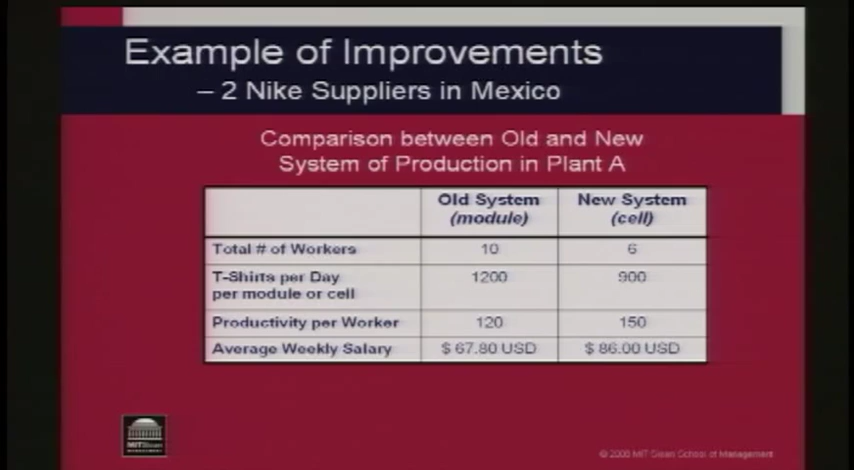 Example of Improvements
– 2 Nike Suppliers in Mexico
Comparison between Old and New
System of Production in Plant A
Old System New System
(module) (cell)
Total # of Workers 10 6
T-Shirts per Day 1200 900
per module or cell
Productivity per Worker 120 150
Average Weekly Salary $ 67.80 USD $ 86.00 USD
MIT Sloan
MANAGEMENT
MIT Sloan School of Management